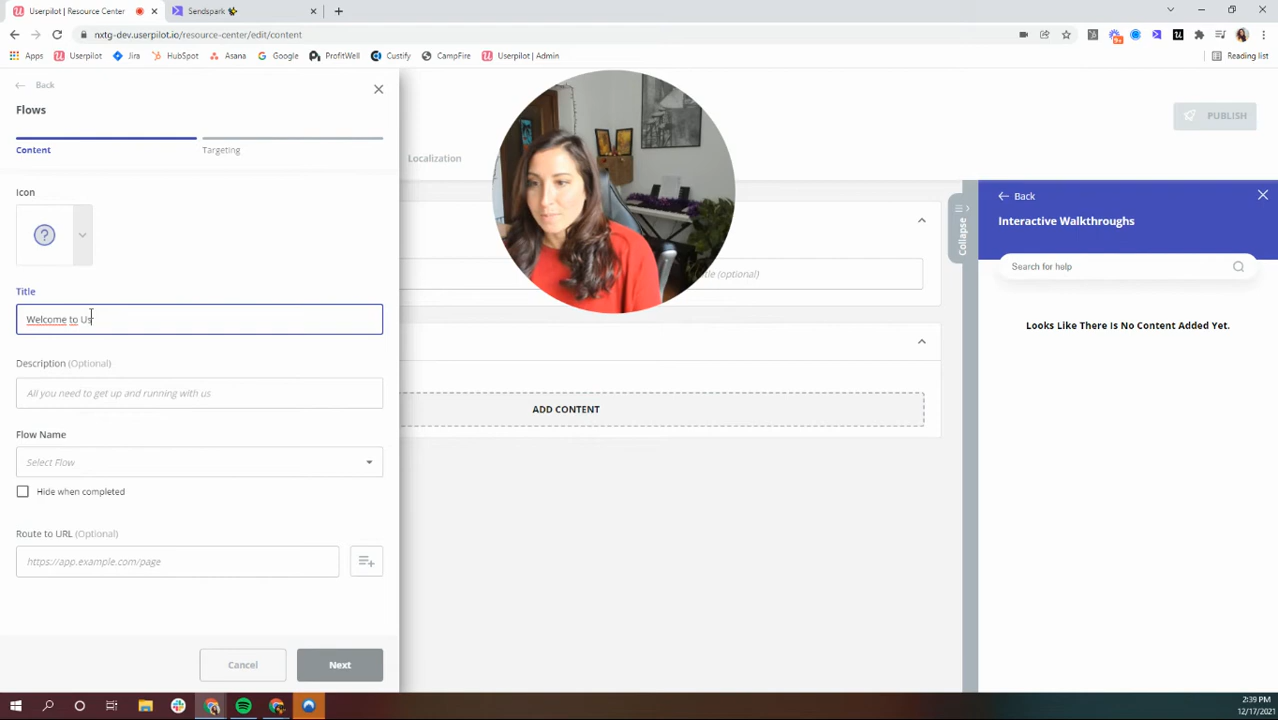 Userpilot | Resource Center
Sendspark
nxtg-dev.userpilot.io/resource-center/edit/content
Apps
Userpilot
Jira
HubSpot
Asana
Google
ProfitWell
Custify
CampFire
Userpilot | Admin
Reading list
Back
Flows
Content
Targeting
Localization
PUBLISH
Icon
Title
Welcome to Us
Description (Optional)
All you need to get up and running with us
Flow Name
Select Flow
Hide when completed
Route to URL (Optional)
https://app.example.com/page
Cancel
Next
(optional)
ADD CONTENT
Collapse
Back
Interactive Walkthroughs
Search for help
Looks Like There Is No Content Added Yet.
2:39 PM
12/17/2021